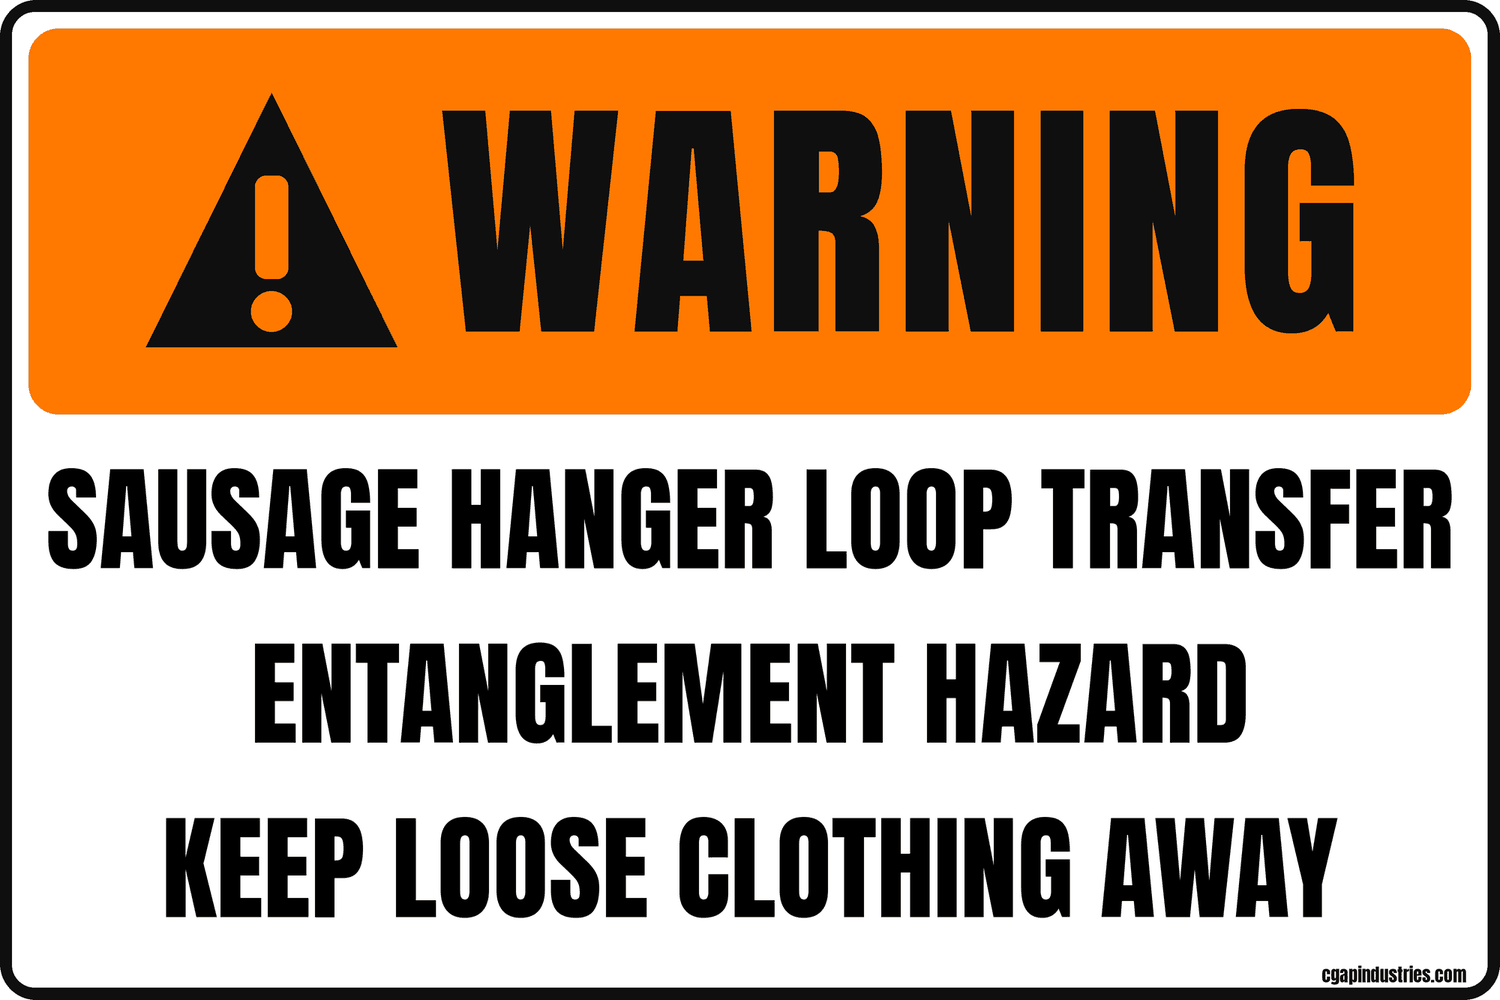 WARNING
SAUSAGE HANGER LOOP TRANSFER
ENTANGLEMENT HAZARD
KEEP LOOSE CLOTHING AWAY
cgapindustries.com